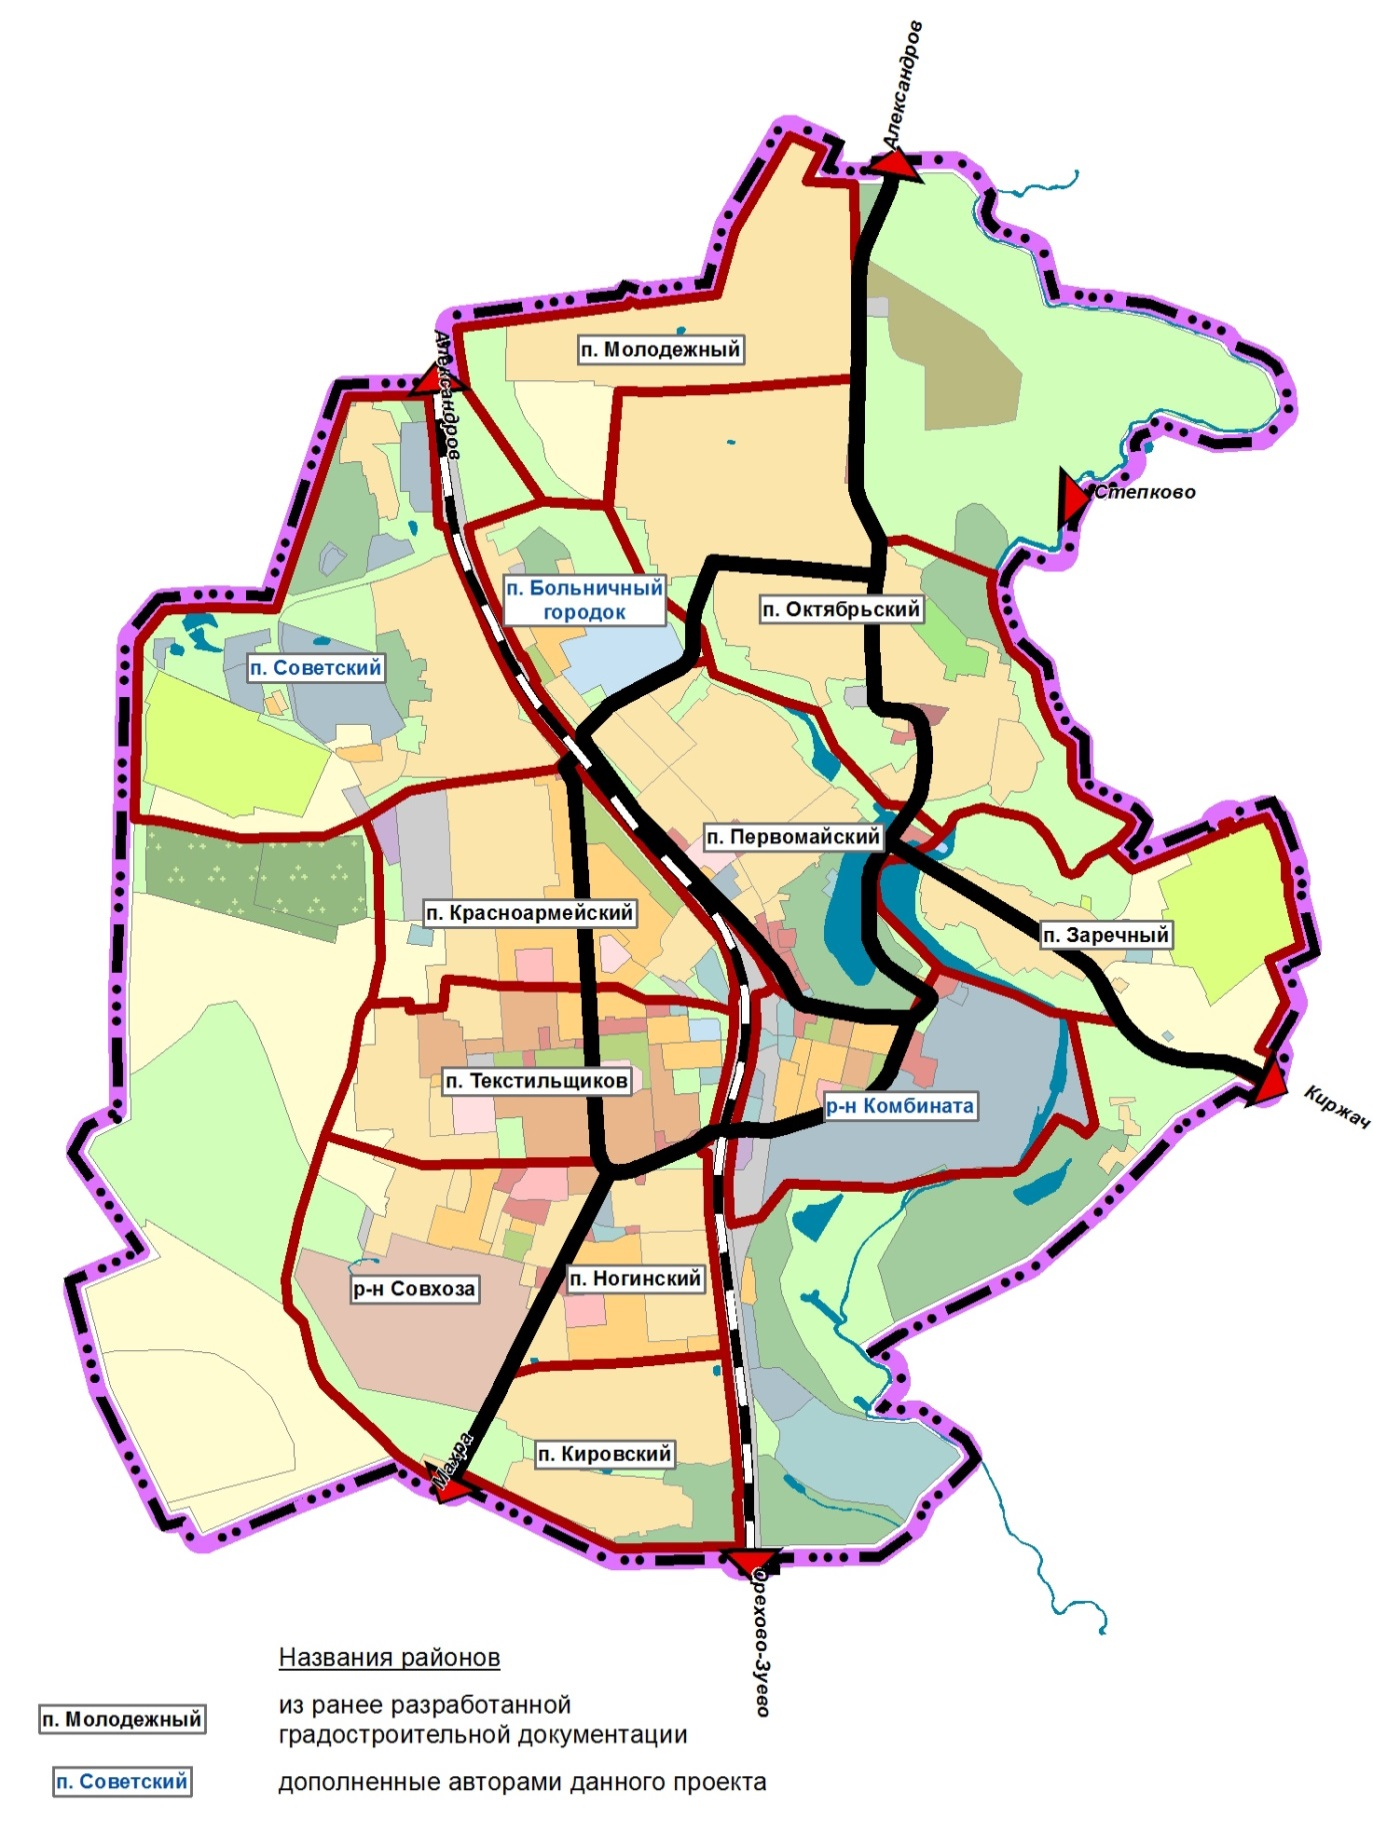 Александров
п. Молодежный
Александров
Степково
п. Больничный
городок
п. Октябрьский
п. Советский
п. Первомайский
п. Красноармейский
п. Заречный
п. Текстильщиков
р-н Комбината
Киржач
п. Ногинский
р-н Совхоза
п. Кировский
Махра
Орехово-Зуево
Названия районов
п. Молодежный
из ранее разработанной
градостроительной документации
п. Советский
дополненные авторами данного проекта